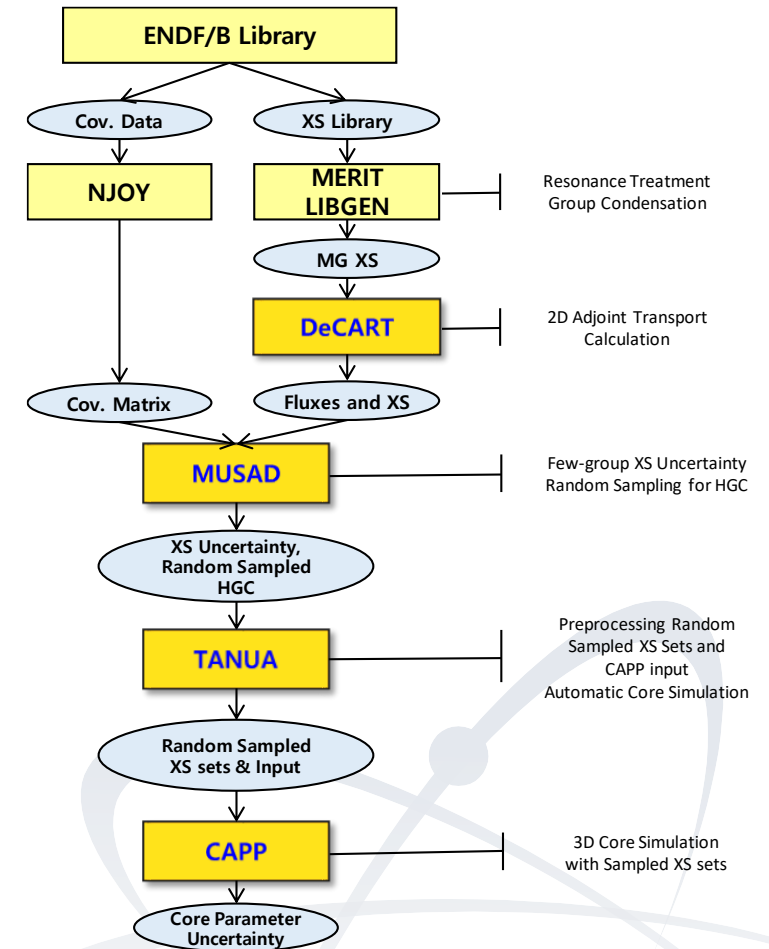 ENDF/B Library
Cov. Data
XS Library
NJOY
MERIT
LIBGEN
Resonance Treatment
Group Condensation
MG XS
DeCART
2D Adjoint Transport
Calculation
Cov. Matrix
Fluxes and XS
MUSAD
Few-group XS Uncertainty
Random Sampling for HGC
XS Uncertainty,
Random Sampled
HGC
TANUA
Preprocessing Random
Sampled XS Sets and
CAPP input
Automatic Core Simulation
Random Sampled
XS sets & Input
CAPP
3D Core Simulation
with Sampled XS sets
Core Parameter
Uncertainty